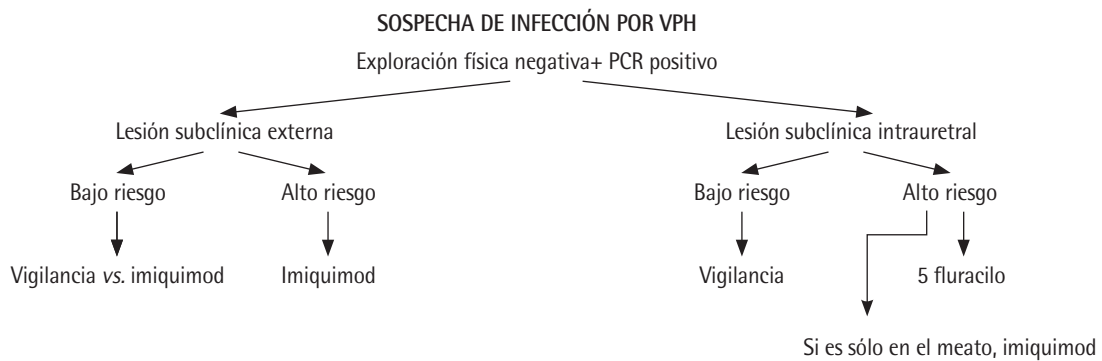 SOSPECHA DE INFECCIÓN POR VPH
Exploración física negativa+ PCR positivo
Lesión subclínica externa
Lesión subclínica intrauretral
Bajo riesgo
Alto riesgo
Bajo riesgo
Alto riesgo
Vigilancia vs. imiquimod
Imiquimod
Vigilancia
5 fluracilo
Si es sólo en el meato, imiquimod